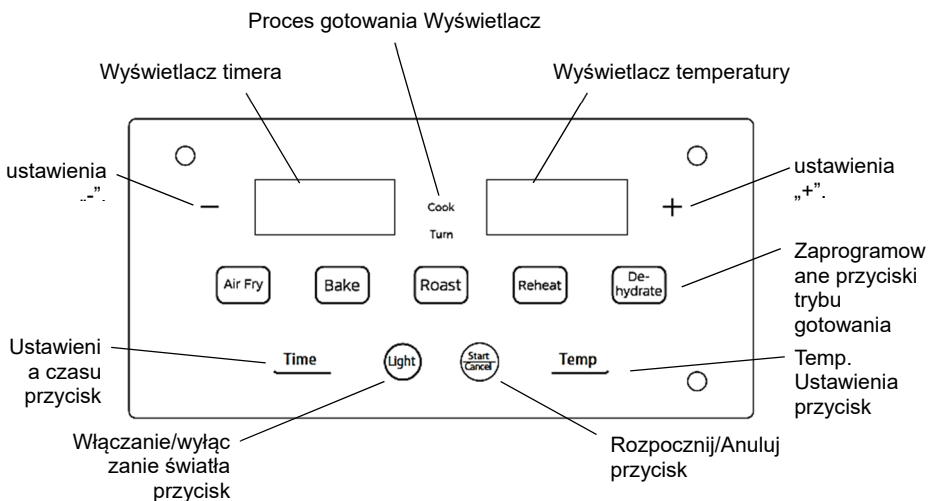 Proces gotowania Wyświetlacz
Wyświetlacz timera
Wyświetlacz temperatury
ustawienia
„-”.
ustawienia
„+”.
−
+
Cook
Turn
Air Fry
Bake
Roast
Reheat
De-
hydrate
Zaprogramow
ane przyciski
trybu
gotowania
Ustawieni
a czasu
przycisk
Time
Light
Start
Cancel
Temp
Temp.
Ustawienia
przycisk
Włączanie/wyłąc
zanie światła
przycisk
Rozpocznij/Anuluj
przycisk